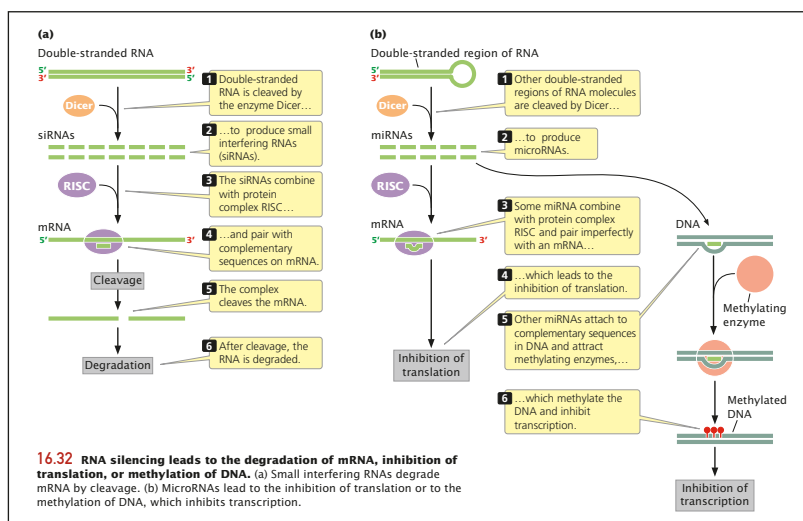 (a)
Double-stranded RNA
5’ 3’
3’ 5’
1 Double-stranded
RNA is cleaved by
the enzyme Dicer…
Dicer
siRNAs
2 …to produce small
interfering RNAs
(siRNAs).
RISC
3 The siRNAs combine
with protein
complex RISC…
mRNA
5’ 3’
4 …and pair with
complementary
sequences on mRNA.
Cleavage
5 The complex
cleaves the mRNA.
6 After cleavage, the
RNA is degraded.
Degradation
(b)
Double-stranded region of RNA
5’
3’
1 Other double-stranded
regions of RNA molecules
are cleaved by Dicer…
Dicer
miRNAs
2 …to produce
microRNAs.
RISC
3 Some miRNA combine
with protein complex
RISC and pair imperfectly
with an mRNA…
mRNA
5’ 3’
4 …which leads to the
inhibition of translation.
Inhibition of
translation
DNA
5 Other miRNAs attach to
complementary sequences
in DNA and attract
methylating enzymes,…
Methylating
enzyme
6 …which methylate the
DNA and inhibit
transcription.
Methylated
DNA
Inhibition of
transcription
16.32 RNA silencing leads to the degradation of mRNA, inhibition of
translation, or methylation of DNA. (a) Small interfering RNAs degrade
mRNA by cleavage. (b) MicroRNAs lead to the inhibition of translation or to the
methylation of DNA, which inhibits transcription.